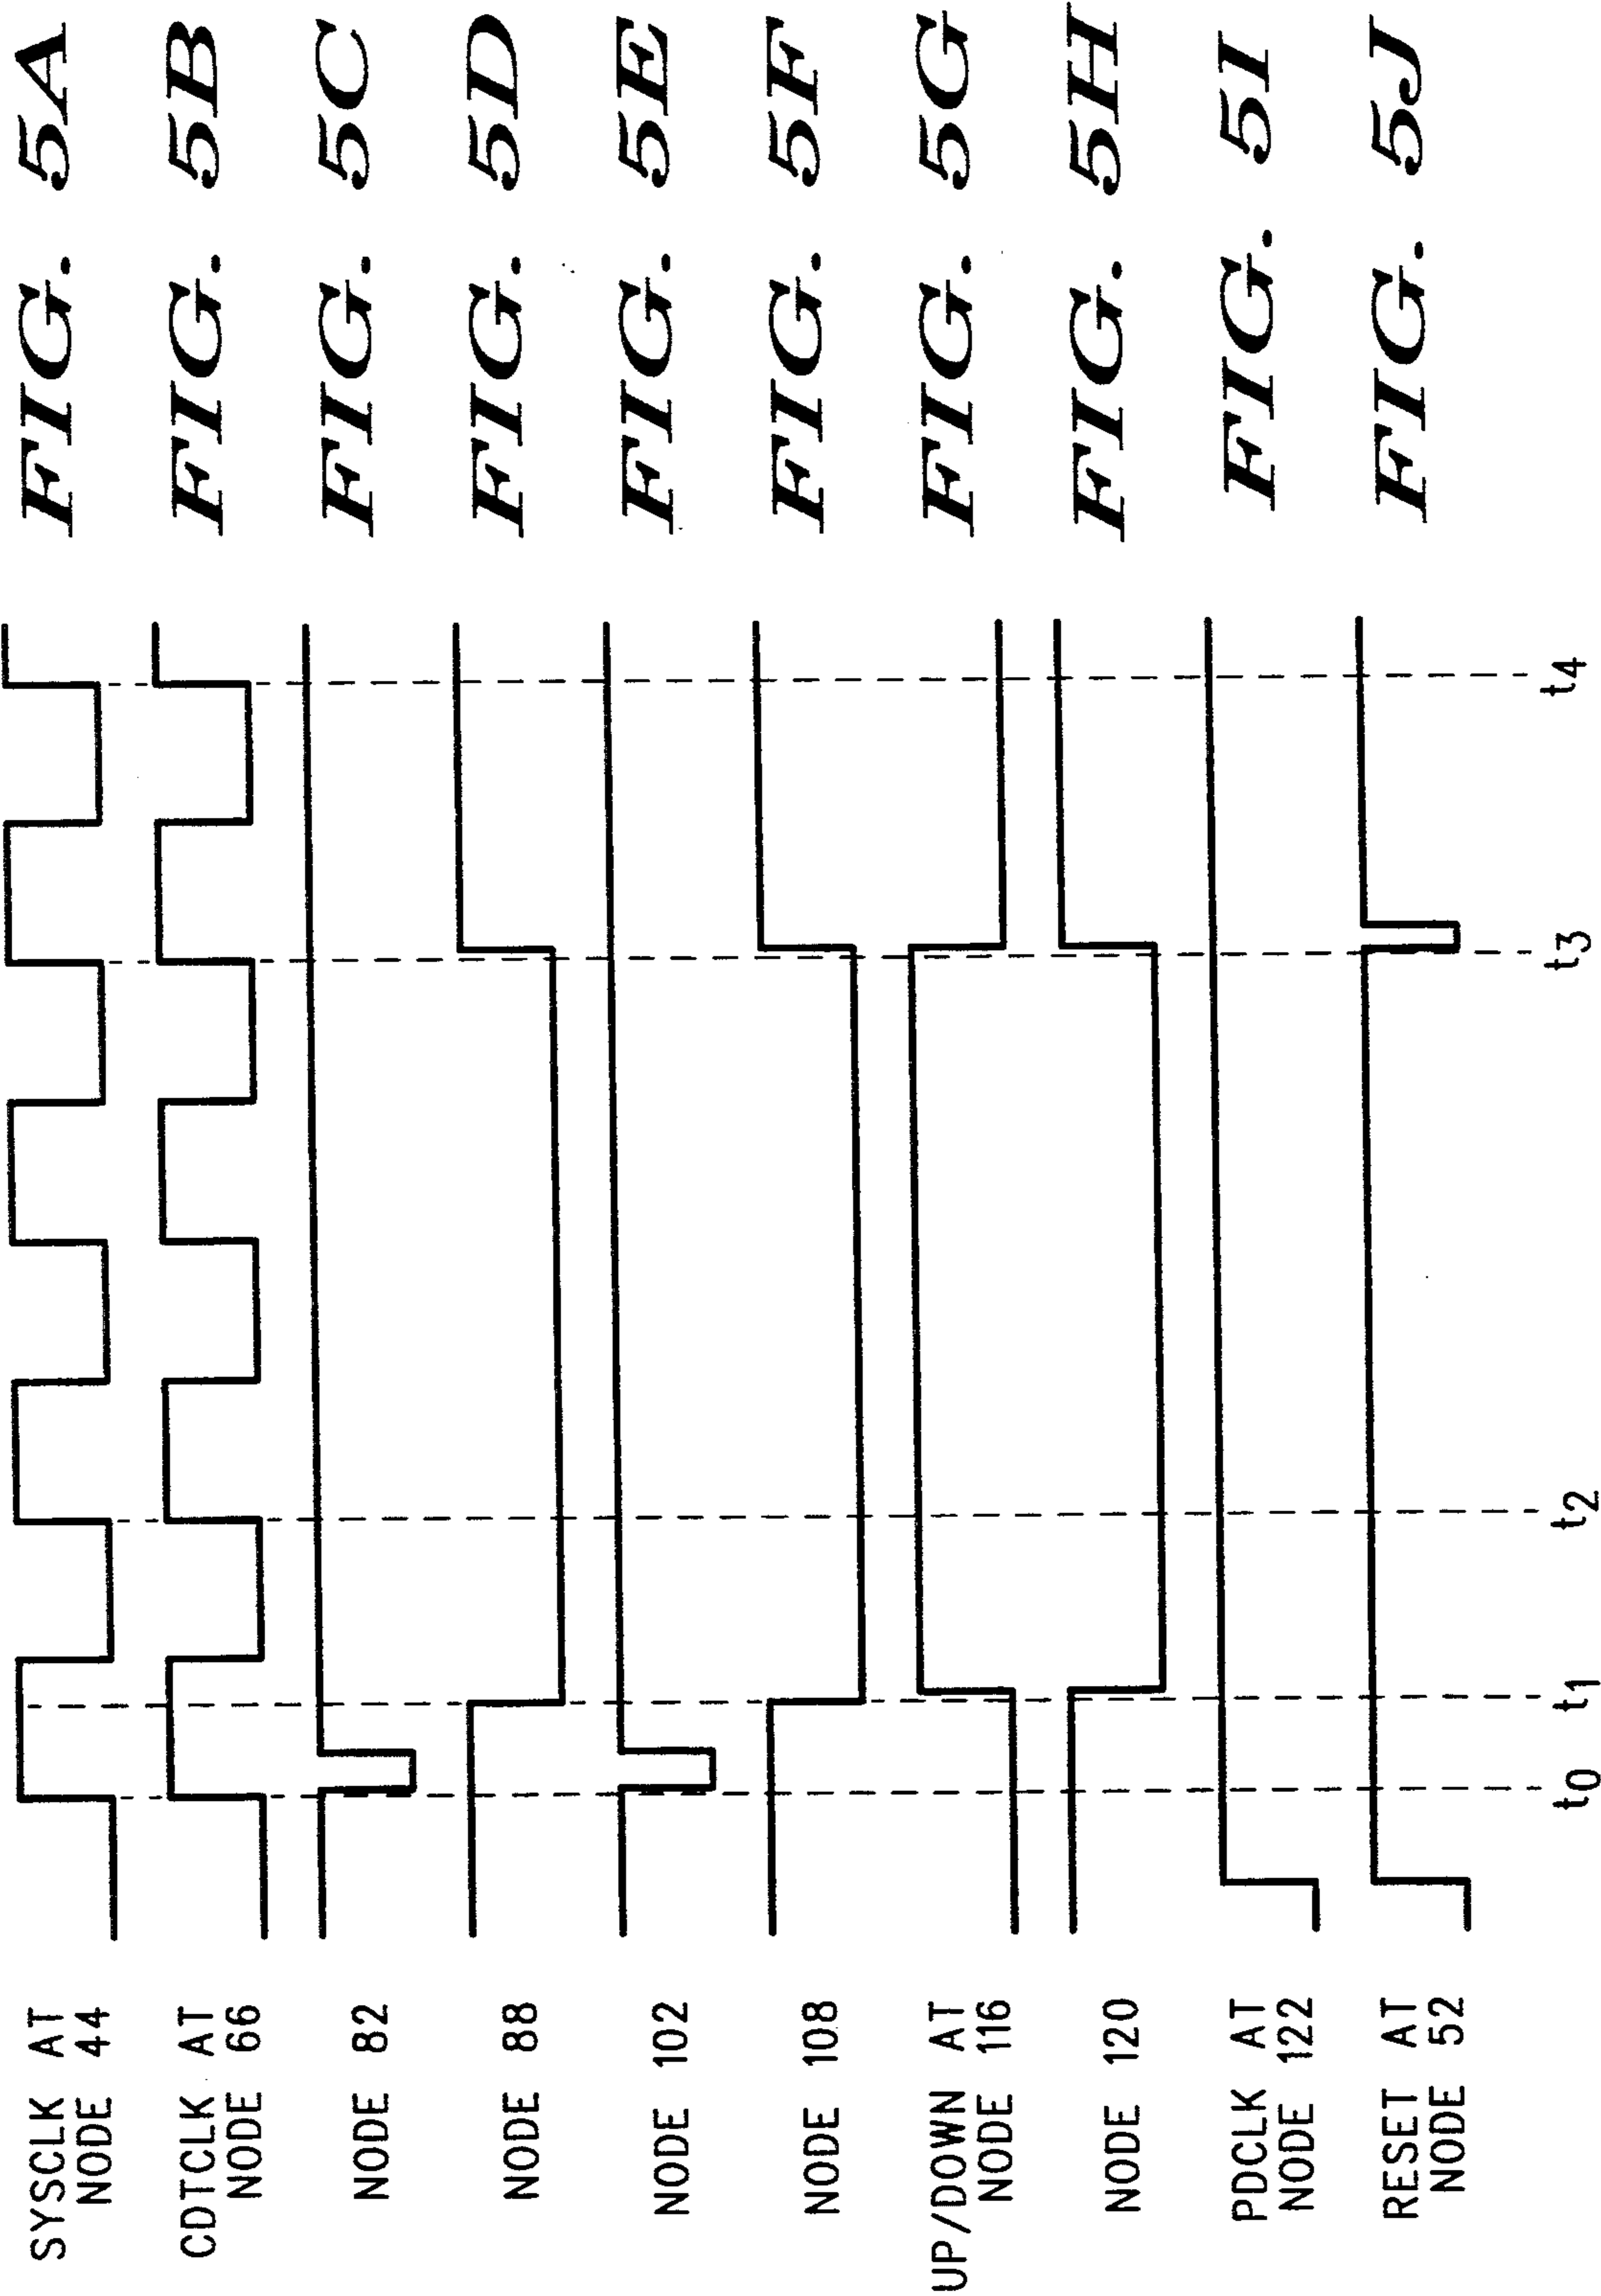 SYSCLK AT
NODE 44
FIG. 5A
CDTCLK AT
NODE 66
FIG. 5B
NODE 82
FIG. 5C
NODE 88
FIG. 5D
NODE 102
FIG. 5E
NODE 108
FIG. 5F
UP/DOWN AT
NODE 116
FIG. 5G
NODE 120
FIG. 5H
PDCLK AT
NODE 122
FIG. 5I
RESET AT
NODE 52
FIG. 5J
t0 t1 t2 t3 t4